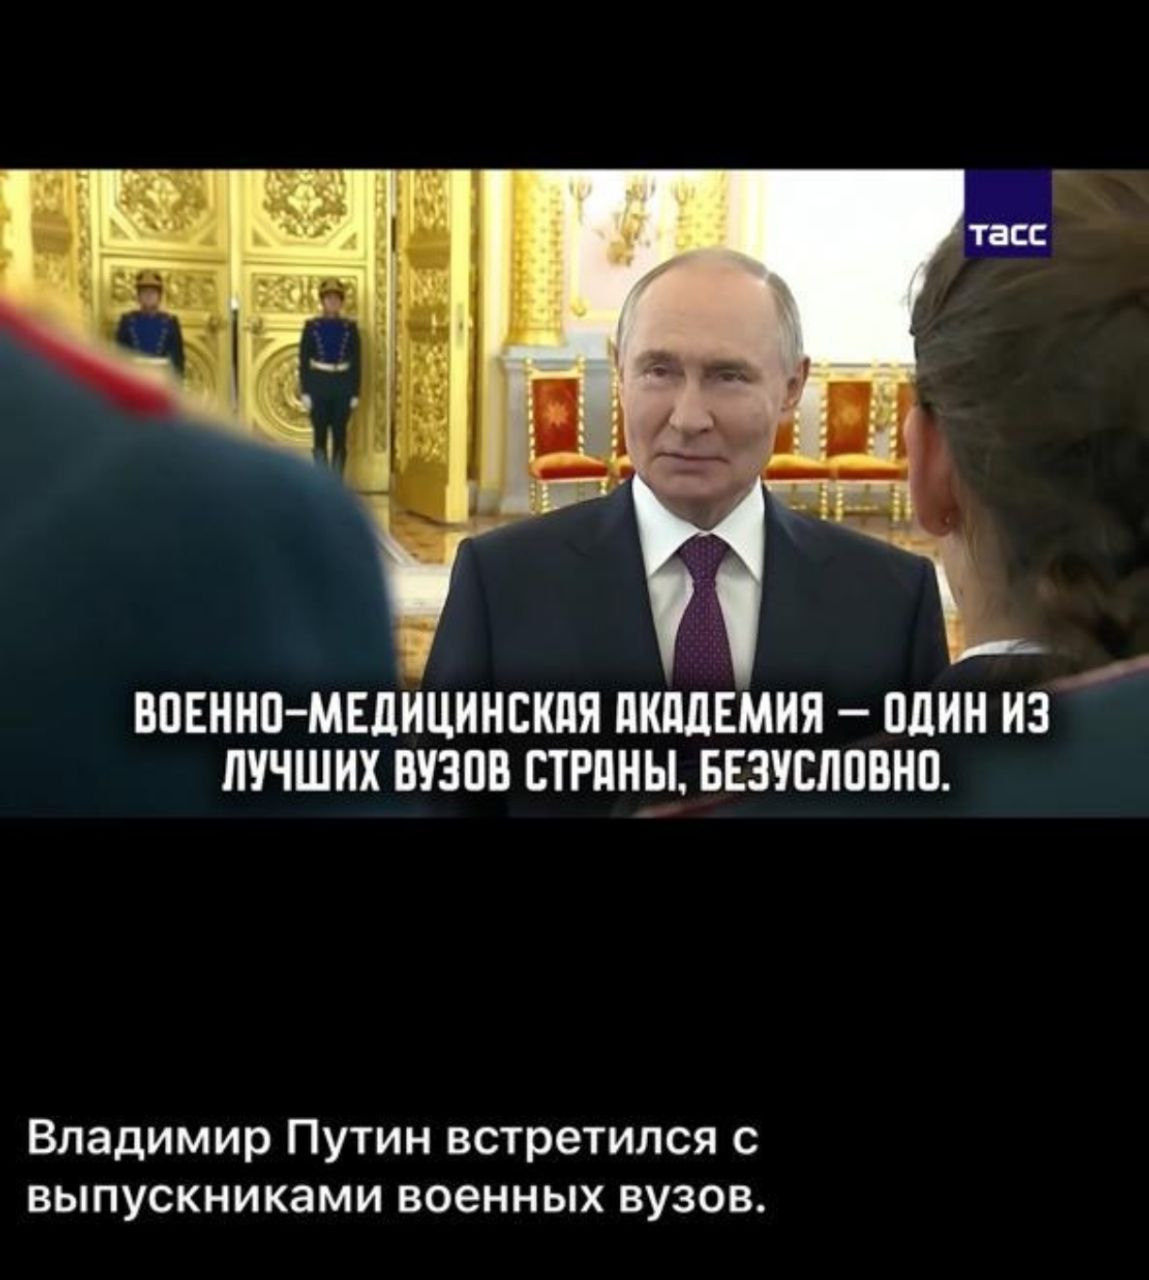 тасс
ВОЕННО-МЕДИЦИНСКАЯ АКАДЕМИЯ – ОДИН ИЗ
ЛУЧШИХ ВУЗОВ СТРАНЫ, БЕЗУСЛОВНО.
Владимир Путин встретился с
выпускниками военных вузов.